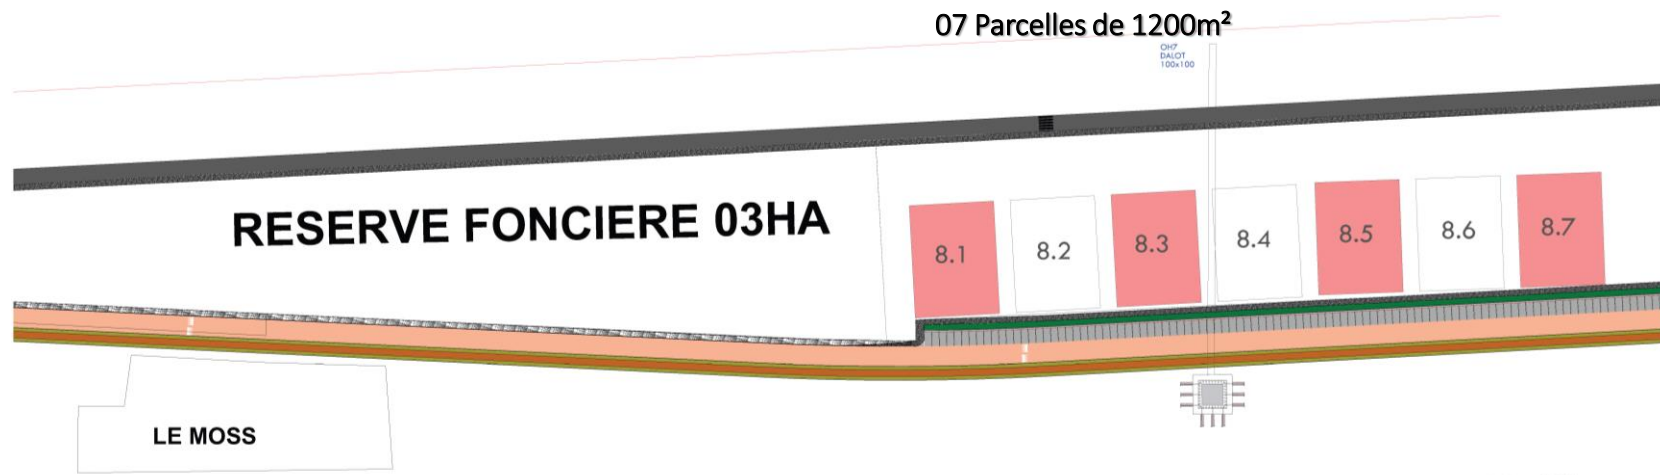 07 Parcelles de 1200m²
OH7
DALOT
100x100
RESERVE FONCIERE 03HA
8.1
8.2
8.3
8.4
8.5
8.6
8.7
LE MOSS